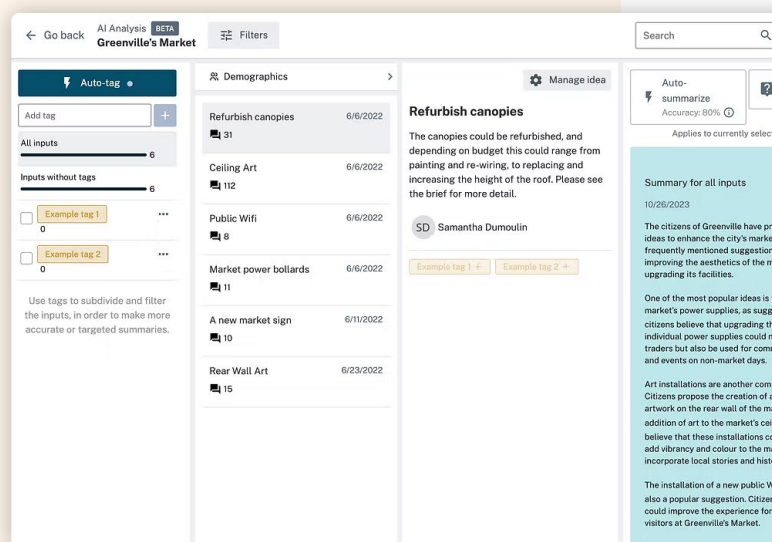 Go back
AI Analysis BETA
Greenville's Market
Filters
Search
Auto-tag
Add tag
All inputs
6
Inputs without tags
6
Example tag 1
0
Example tag 2
0
Use tags to subdivide and filter
the inputs, in order to make more
accurate or targeted summaries.
Demographics
Refurbish canopies 6/6/2022
31
Ceiling Art 6/6/2022
112
Public Wifi 6/6/2022
8
Market power bollards 6/6/2022
11
A new market sign 6/11/2022
10
Rear Wall Art 6/23/2022
15
Manage idea
Refurbish canopies
The canopies could be refurbished, and
depending on budget this could range from
painting and re-wiring, to replacing and
increasing the height of the roof. Please see
the brief for more detail.
SD Samantha Dumoulin
Example tag 1 + Example tag 2 +
Auto-
summarize
Accuracy: 80%
Applies to currently select
Summary for all inputs
10/26/2023
The citizens of Greenville have pr
ideas to enhance the city's marke
frequently mentioned suggestion
improving the aesthetics of the m
upgrading its facilities.
One of the most popular ideas is
market's power supplies, as sugg
citizens believe that upgrading th
individual power supplies could n
traders but also be used for com
and events on non-market days.
Art installations are another com
Citizens propose the creation of a
artwork on the rear wall of the ma
addition of art to the market's cei
believe that these installations co
add vibrancy and colour to the ma
incorporate local stories and histo
The installation of a new public W
also a popular suggestion. Citizen
could improve the experience for
visitors at Greenville's Market.